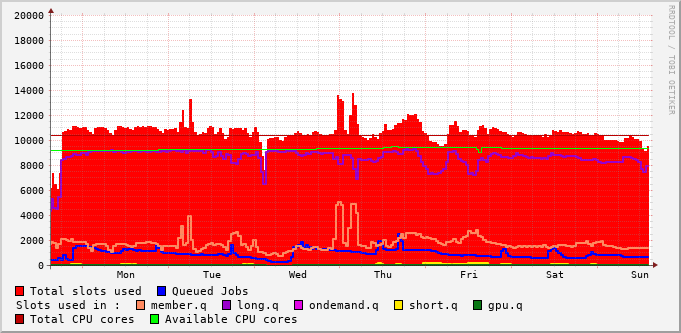 20000
18000
16000
14000
12000
10000
8000
6000
4000
2000
0
Mon Tue Wed Thu Fri Sat Sun
RRDTOOL / TOBI OETIKER
Total slots used Queued Jobs
Slots used in : member.q long.q ondemand.q short.q gpu.q
Total CPU cores Available CPU cores